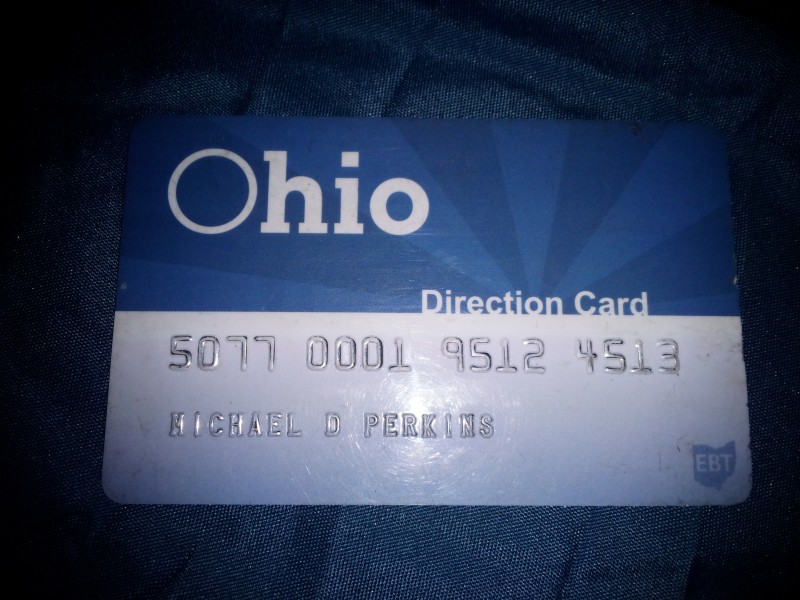 Ohio
Direction Card
5077 0001 9512 4513
MICHAEL D PERKINS
EBT